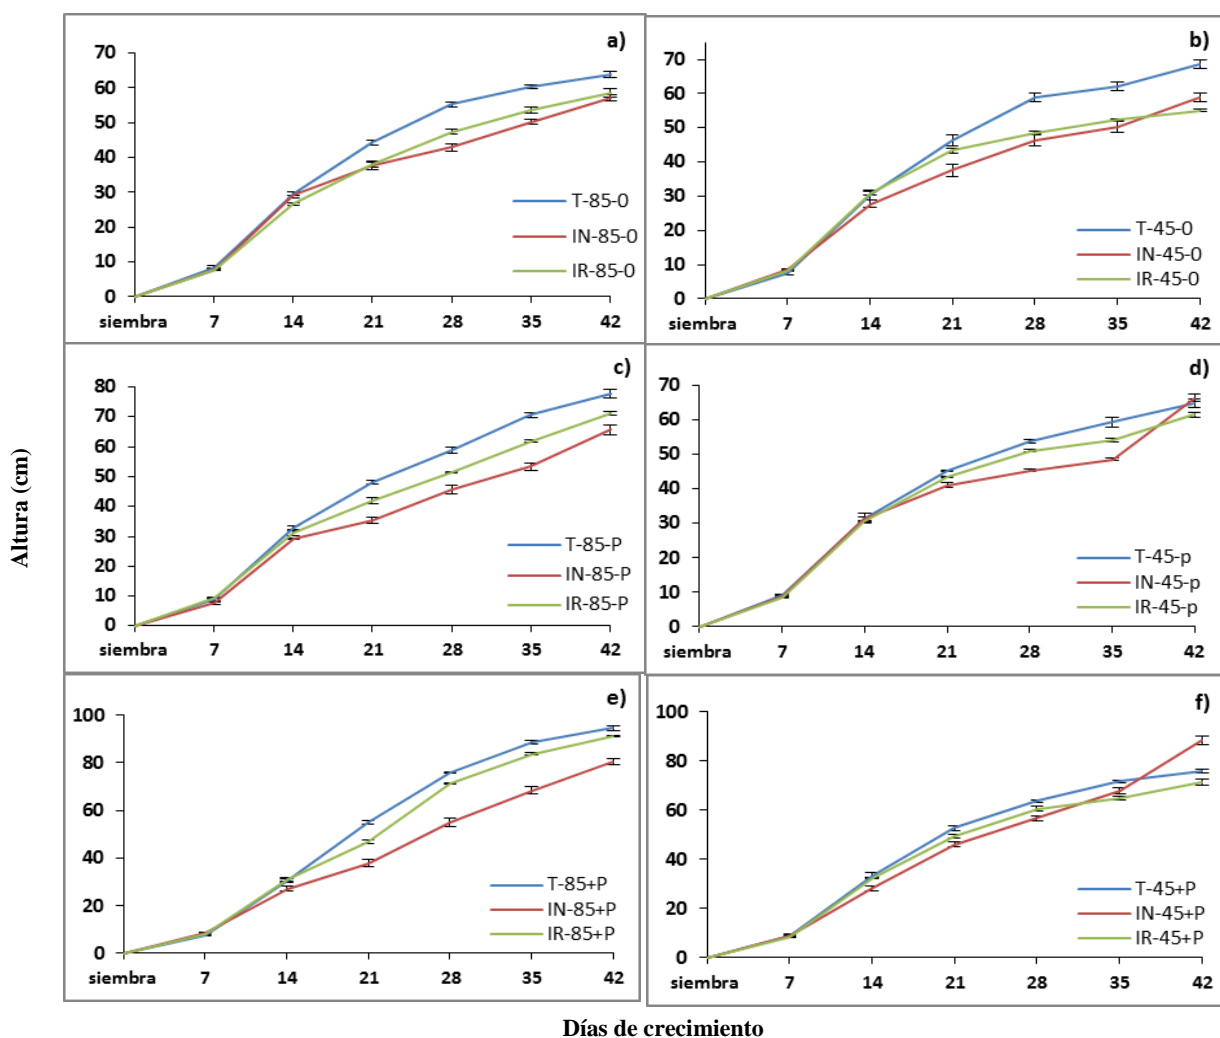 a)
70
60
50
40
30
20
10
0
T-85-0
IN-85-0
IR-85-0
siembra 7 14 21 28 35 42
b)
70
60
50
40
30
20
10
0
T-45-0
IN-45-0
IR-45-0
siembra 7 14 21 28 35 42
c)
80
70
60
50
40
30
20
10
0
T-85-P
IN-85-P
IR-85-P
siembra 7 14 21 28 35 42
d)
70
60
50
40
30
20
10
0
T-45-p
IN-45-p
IR-45-p
siembra 7 14 21 28 35 42
e)
100
80
60
40
20
0
T-85+P
IN-85+P
IR-85+P
siembra 7 14 21 28 35 42
f)
100
80
60
40
20
0
T-45+P
IN-45+P
IR-45+P
siembra 7 14 21 28 35 42
Altura (cm)
Días de crecimiento